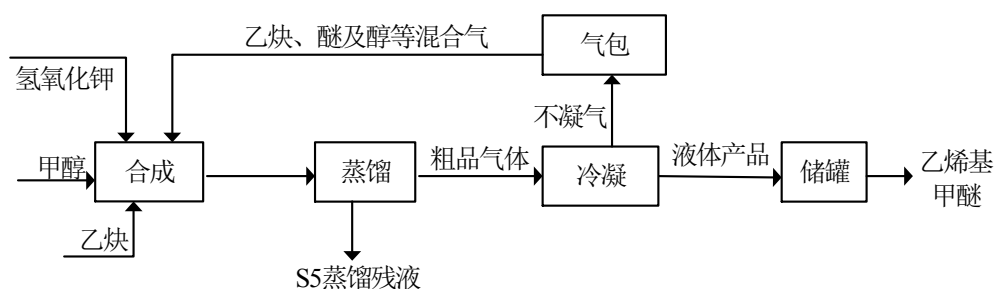 乙炔、醚及醇等混合气
气包
氢氧化钾
不凝气
甲醇
合成
蒸馏
粗品气体
冷凝
液体产品
储罐
乙烯基
甲醚
乙炔
S5蒸馏残液